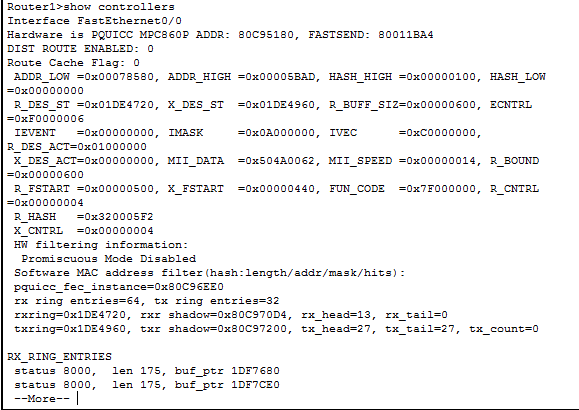 Router1>show controllers
Interface FastEthernet0/0
Hardware is PQUICC MPC860P ADDR: 80C95180, FASTSEND: 80011BA4
DIST ROUTE ENABLED: 0
Route Cache Flag: 0
ADDR_LOW =0x00078580, ADDR_HIGH =0x00005BAD, HASH_HIGH =0x00000100, HASH_LOW
=0x00000000
R_DES_ST =0x01DE4720, X_DES_ST =0x01DE4960, R_BUFF_SIZ=0x00000600, ECNTRL
=0xF0000006
IEVENT =0x00000000, IMASK =0x0A000000, IVEC =0xC0000000,
R_DES_ACT=0x01000000
X_DES_ACT=0x00000000, MII_DATA =0x504A0062, MII_SPEED =0x00000014, R_BOUND
=0x00000600
R_FSTART =0x00000500, X_FSTART =0x00000440, FUN_CODE =0x7F000000, R_CNTRL
=0x00000004
R_HASH =0x320005F2
X_CNTRL =0x00000004
HW filtering information:
Promiscuous Mode Disabled
Software MAC address filter(hash:length/addr/mask/hits):
pquicc_fec_instance=0x80C96EE0
rx ring entries=64, tx ring entries=32
rxring=0x1DE4720, rxr shadow=0x80C970D4, rx_head=13, rx_tail=0
txring=0x1DE4960, txr shadow=0x80C97200, tx_head=27, tx_tail=27, tx_count=0
RX_RING_ENTRIES
status 8000, len 175, buf_ptr 1DF7680
status 8000, len 175, buf_ptr 1DF7CE0
--More--